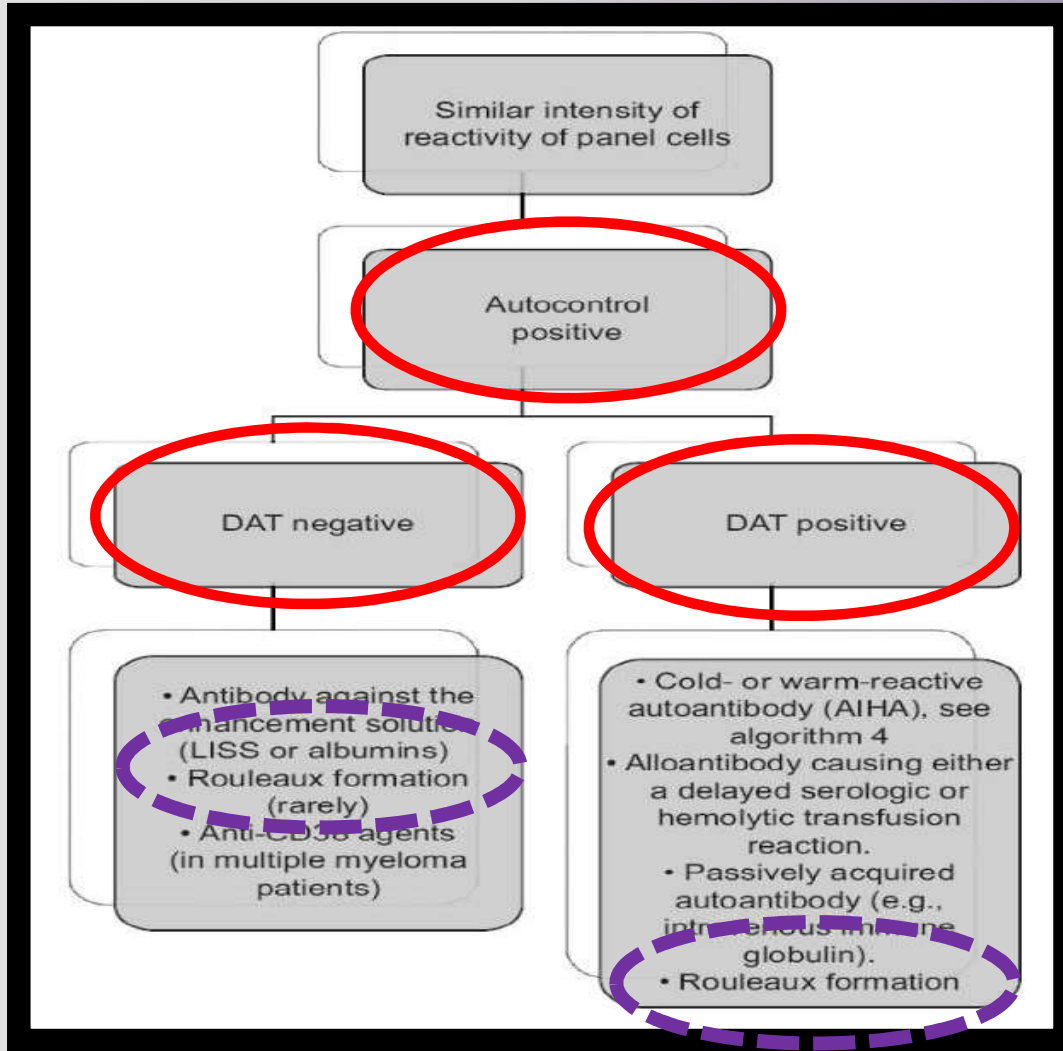 Similar intensity of
reactivity of panel cells
Autocontrol
positive
DAT negative
DAT positive
• Antibody against the
enhancement solution
(LISS or albumins)
• Rouleaux formation
(rarely)
• Anti-CD38 agents
(in multiple myeloma
patients)
• Cold- or warm-reactive
autoantibody (AIHA), see
algorithm 4
• Alloantibody causing either
a delayed serologic or
hemolytic transfusion
reaction.
• Passively acquired
autoantibody (e.g.,
intravenous immune
globulin).
• Rouleaux formation